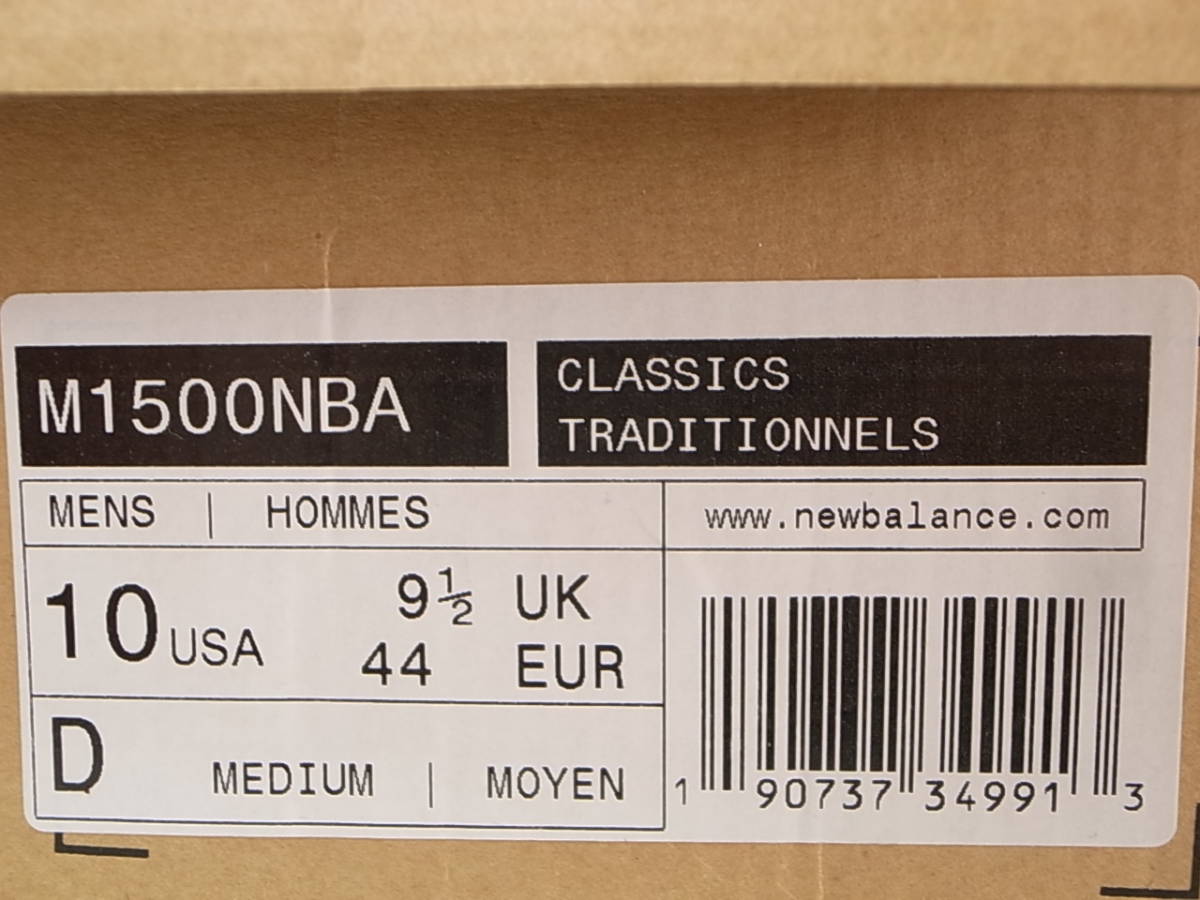 M1500NBA
CLASSICS
TRADITIONNELS
MENS | HOMMES
www.newbalance.com
10 USA
9½ UK
44 EUR
D MEDIUM | MOYEN
1 90737 34991 3